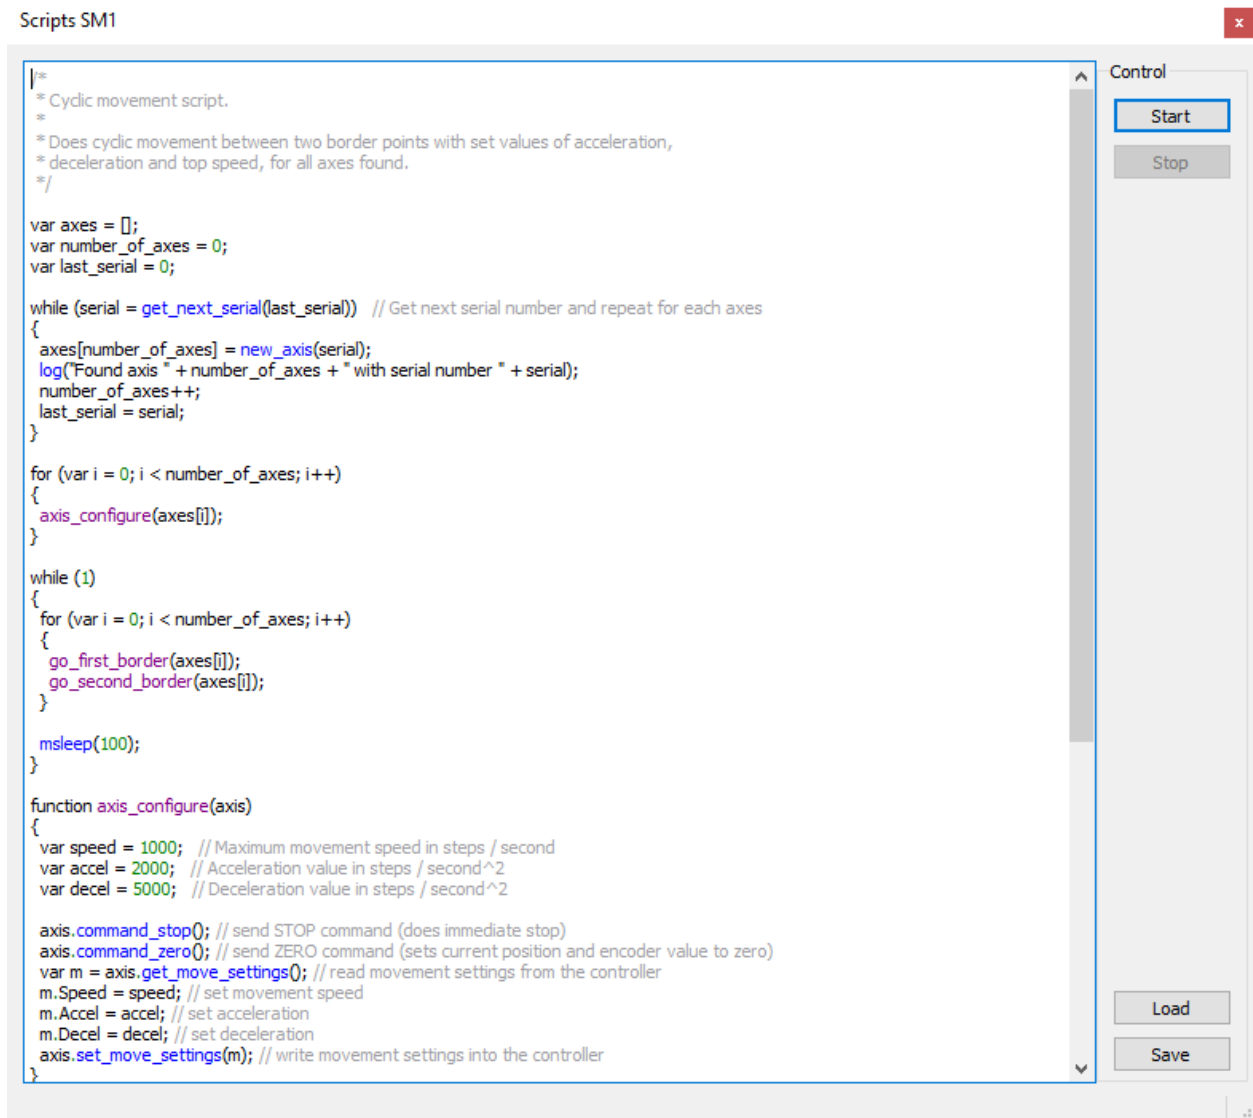 Scripts SM1
x
/*
 * Cyclic movement script.
 *
 * Does cyclic movement between two border points with set values of acceleration,
 * deceleration and top speed, for all axes found.
 */

var axes = [];
var number_of_axes = 0;
var last_serial = 0;

while (serial = get_next_serial(last_serial))   // Get next serial number and repeat for each axes
{
  axes[number_of_axes] = new_axis(serial);
  log("Found axis " + number_of_axes + " with serial number " + serial);
  number_of_axes++;
  last_serial = serial;
}

for (var i = 0; i < number_of_axes; i++)
{
  axis_configure(axes[i]);
}

while (1)
{
  for (var i = 0; i < number_of_axes; i++)
  {
    go_first_border(axes[i]);
    go_second_border(axes[i]);
  }

  msleep(100);
}

function axis_configure(axis)
{
  var speed = 1000;   // Maximum movement speed in steps / second
  var accel = 2000;   // Acceleration value in steps / second^2
  var decel = 5000;   // Deceleration value in steps / second^2

  axis.command_stop(); // send STOP command (does immediate stop)
  axis.command_zero(); // send ZERO command (sets current position and encoder value to zero)
  var m = axis.get_move_settings(); // read movement settings from the controller
  m.Speed = speed; // set movement speed
  m.Accel = accel; // set acceleration
  m.Decel = decel; // set deceleration
  axis.set_move_settings(m); // write movement settings into the controller
}
Control
Start
Stop
Load
Save